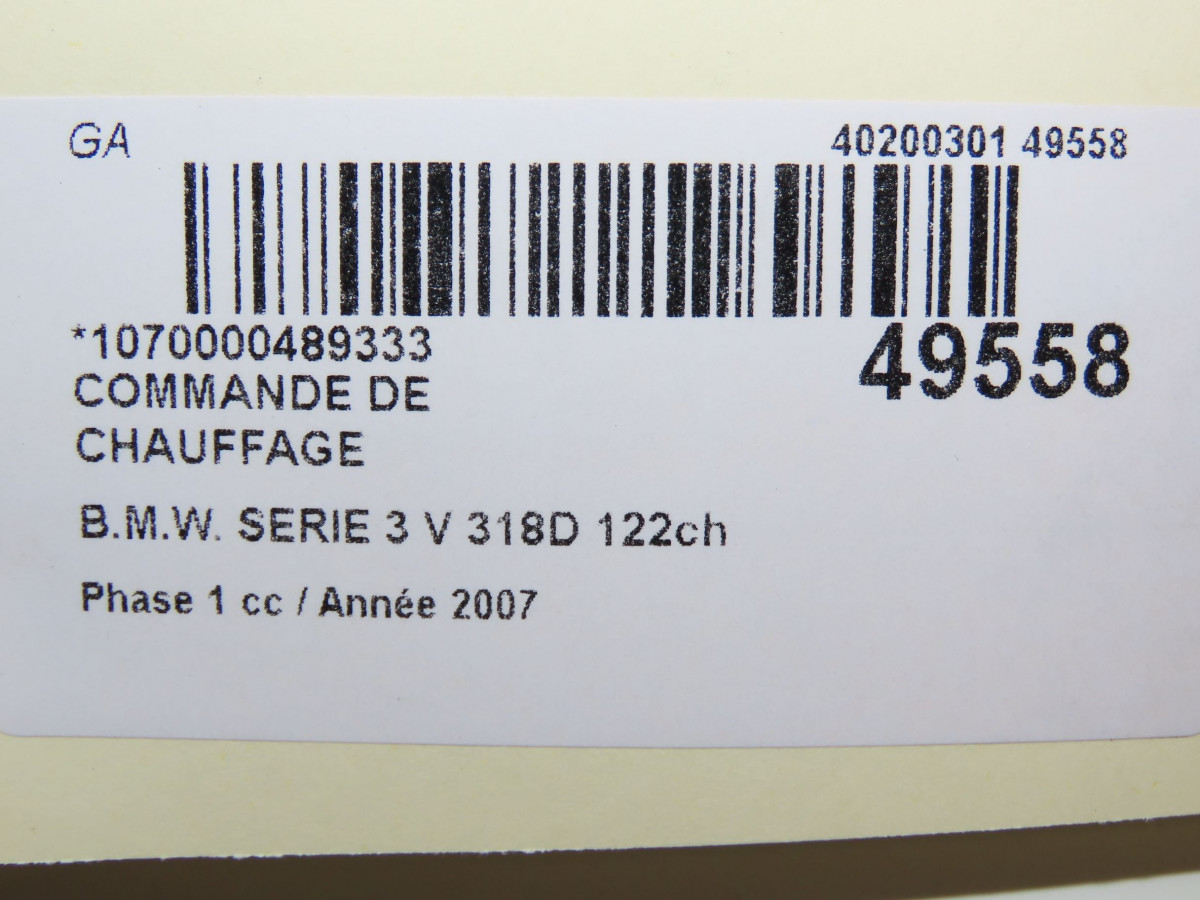 GA
40200301 49558
*1070000489333
49558
COMMANDE DE
CHAUFFAGE
B.M.W. SERIE 3 V 318D 122ch
Phase 1 cc / Année 2007